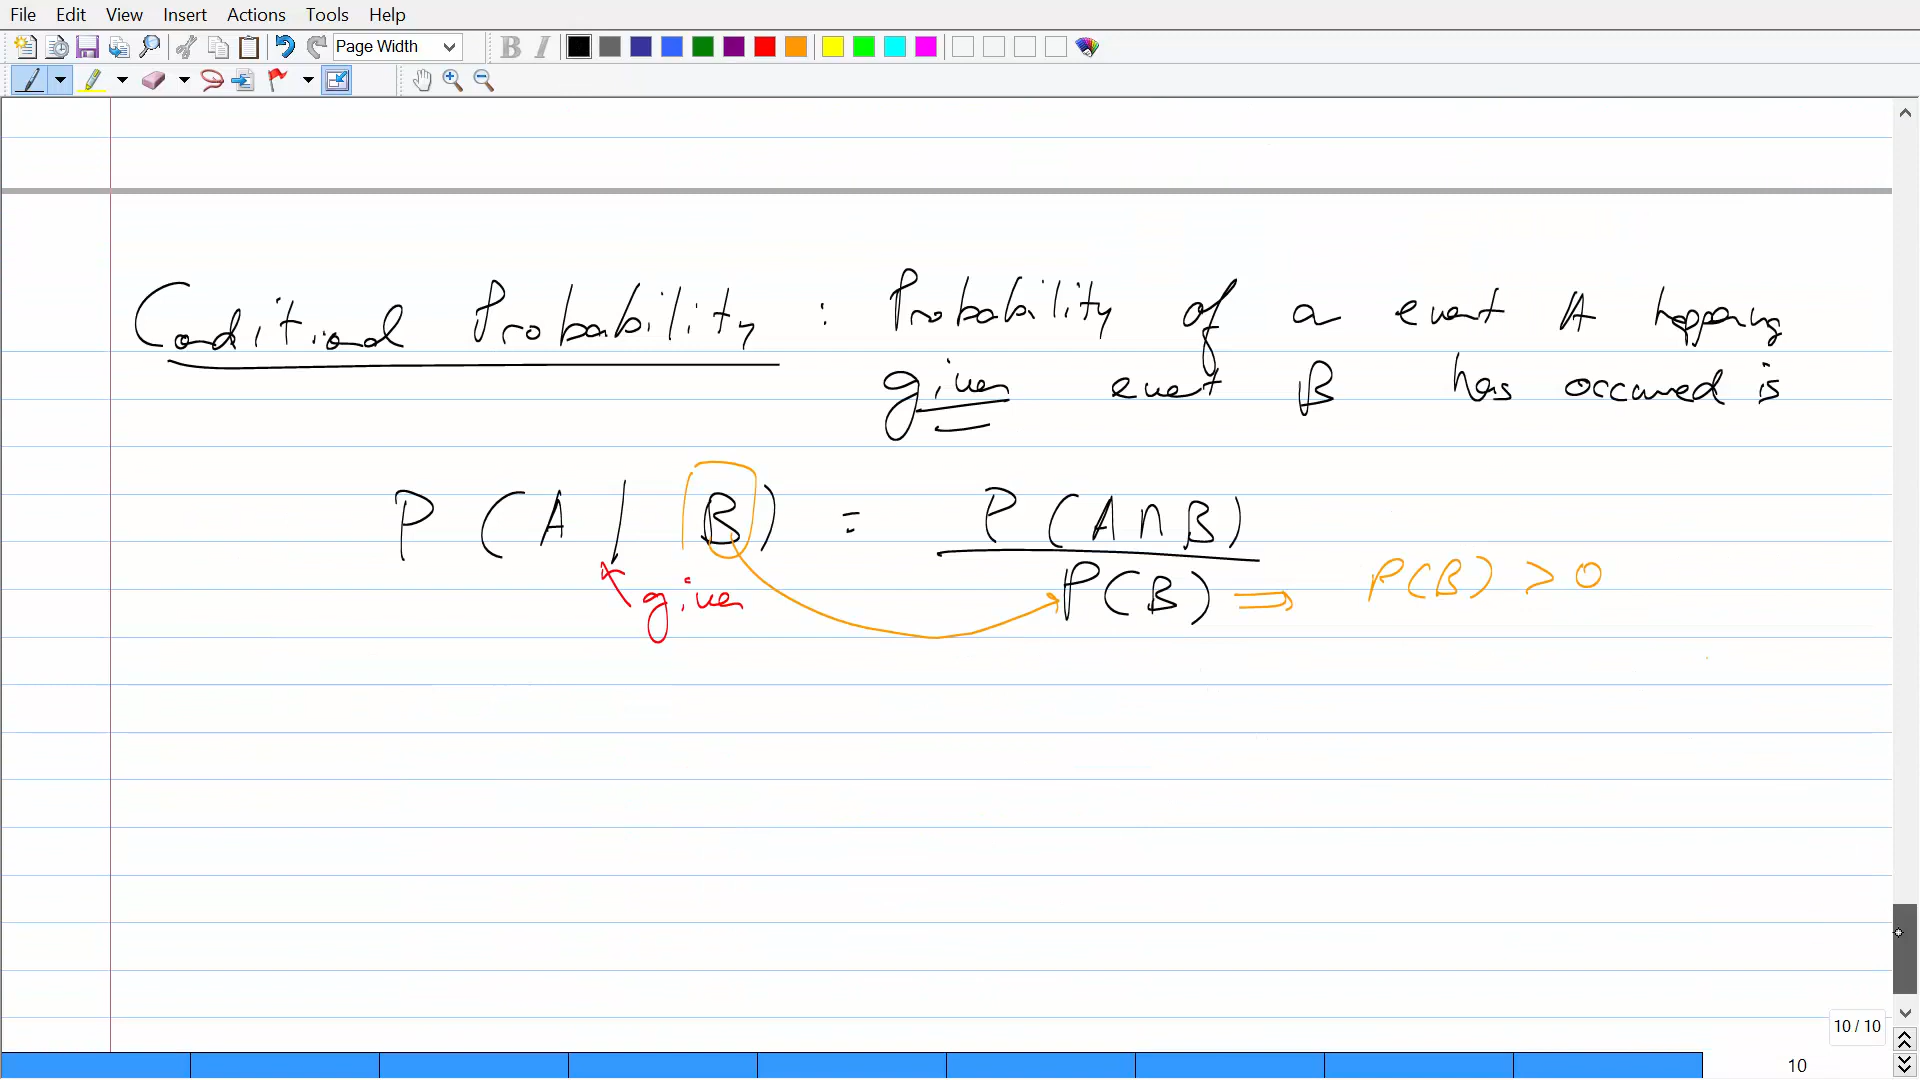 File Edit View Insert Actions Tools Help
Page Width B I
Conditional Probability : Probability of a event A happening
given event B has occured is
P ( A | B ) = P ( A ∩ B )
given P ( B ) ⇒ P ( B ) > 0
10 / 10
10